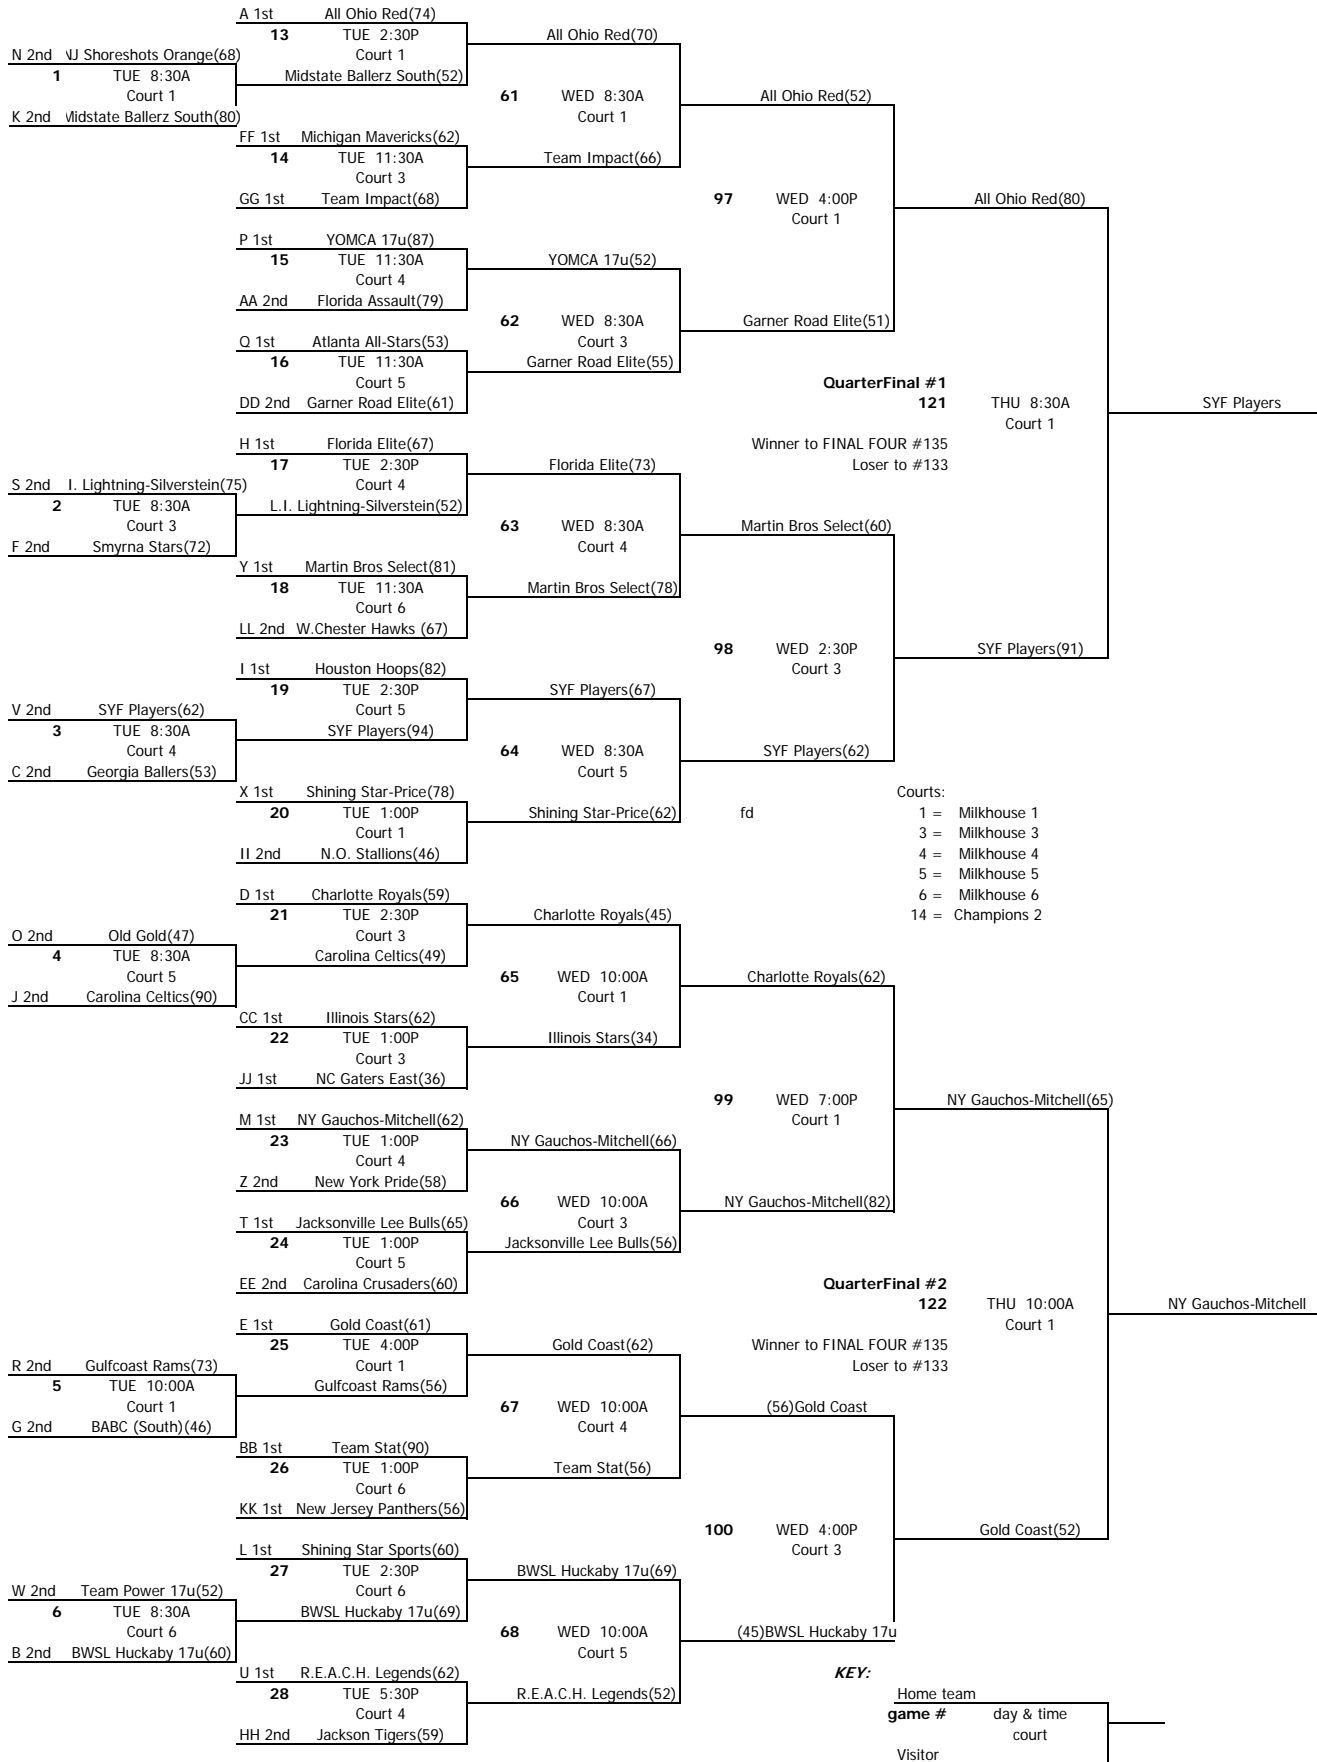 A 1st All Ohio Red(74)
13 TUE 2:30P
Court 1
Midstate Ballerz South(52)
N 2nd NJ Shoreshots Orange(68)
1 TUE 8:30A
Court 1
K 2nd Midstate Ballerz South(80)
All Ohio Red(70)
61 WED 8:30A
Court 1
Team Impact(66)
FF 1st Michigan Mavericks(62)
14 TUE 11:30A
Court 3
GG 1st Team Impact(68)
All Ohio Red(52)
97 WED 4:00P
Court 1
Garner Road Elite(51)
P 1st YOMCA 17u(87)
15 TUE 11:30A
Court 4
AA 2nd Florida Assault(79)
YOMCA 17u(52)
62 WED 8:30A
Court 3
Garner Road Elite(55)
Q 1st Atlanta All-Stars(53)
16 TUE 11:30A
Court 5
DD 2nd Garner Road Elite(61)
All Ohio Red(80)
QuarterFinal #1
121 THU 8:30A
Court 1
Winner to FINAL FOUR #135
Loser to #133
SYF Players(91)
SYF Players
H 1st Florida Elite(67)
17 TUE 2:30P
Court 4
L.I. Lightning-Silverstein(52)
S 2nd I. Lightning-Silverstein(75)
2 TUE 8:30A
Court 3
F 2nd Smyrna Stars(72)
Florida Elite(73)
63 WED 8:30A
Court 4
Martin Bros Select(78)
Y 1st Martin Bros Select(81)
18 TUE 11:30A
Court 6
LL 2nd W.Chester Hawks (67)
Martin Bros Select(60)
98 WED 2:30P
Court 3
SYF Players(62)
I 1st Houston Hoops(82)
19 TUE 2:30P
Court 5
SYF Players(94)
V 2nd SYF Players(62)
3 TUE 8:30A
Court 4
C 2nd Georgia Ballers(53)
SYF Players(67)
64 WED 8:30A
Court 5
Shining Star-Price(62)
fd
X 1st Shining Star-Price(78)
20 TUE 1:00P
Court 1
II 2nd N.O. Stallions(46)
Courts:
1 = Milkhouse 1
3 = Milkhouse 3
4 = Milkhouse 4
5 = Milkhouse 5
6 = Milkhouse 6
14 = Champions 2
D 1st Charlotte Royals(59)
21 TUE 2:30P
Court 3
Carolina Celtics(49)
O 2nd Old Gold(47)
4 TUE 8:30A
Court 5
J 2nd Carolina Celtics(90)
Charlotte Royals(45)
65 WED 10:00A
Court 1
Illinois Stars(34)
CC 1st Illinois Stars(62)
22 TUE 1:00P
Court 3
JJ 1st NC Gaters East(36)
Charlotte Royals(62)
99 WED 7:00P
Court 1
NY Gauchos-Mitchell(82)
M 1st NY Gauchos-Mitchell(62)
23 TUE 1:00P
Court 4
Z 2nd New York Pride(58)
NY Gauchos-Mitchell(66)
66 WED 10:00A
Court 3
Jacksonville Lee Bulls(56)
T 1st Jacksonville Lee Bulls(65)
24 TUE 1:00P
Court 5
EE 2nd Carolina Crusaders(60)
NY Gauchos-Mitchell(65)
QuarterFinal #2
122 THU 10:00A
Court 1
Winner to FINAL FOUR #135
Loser to #133
Gold Coast(52)
NY Gauchos-Mitchell
E 1st Gold Coast(61)
25 TUE 4:00P
Court 1
Gulfcoast Rams(56)
R 2nd Gulfcoast Rams(73)
5 TUE 10:00A
Court 1
G 2nd BABC (South)(46)
Gold Coast(62)
67 WED 10:00A
Court 4
Team Stat(56)
BB 1st Team Stat(90)
26 TUE 1:00P
Court 6
KK 1st New Jersey Panthers(56)
(56)Gold Coast
100 WED 4:00P
Court 3
(45)BWSL Huckaby 17u
L 1st Shining Star Sports(60)
27 TUE 2:30P
Court 6
BWSL Huckaby 17u(69)
W 2nd Team Power 17u(52)
6 TUE 8:30A
Court 6
B 2nd BWSL Huckaby 17u(60)
BWSL Huckaby 17u(69)
68 WED 10:00A
Court 5
R.E.A.C.H. Legends(52)
U 1st R.E.A.C.H. Legends(62)
28 TUE 5:30P
Court 4
HH 2nd Jackson Tigers(59)
KEY:
Home team
game # day & time
court
Visitor